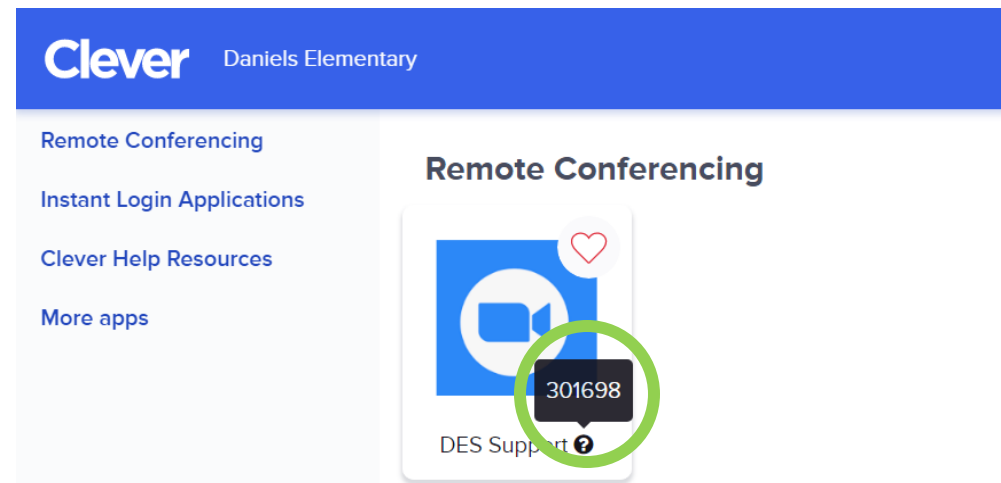 Clever Daniels Elementary
Remote Conferencing
Instant Login Applications
Clever Help Resources
More apps
Remote Conferencing
301698
DES Support ?